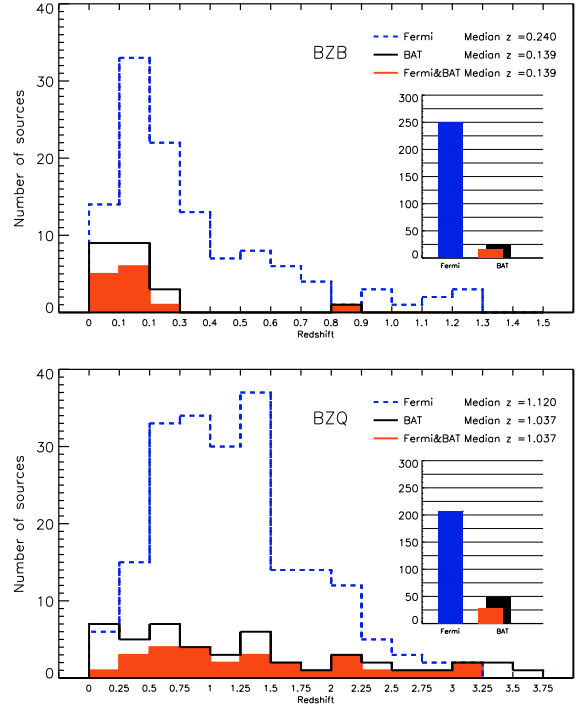 40
30
20
10
0
Number of sources
BZB
Fermi Median z =0.240
BAT Median z =0.139
Fermi&BAT Median z =0.139
300
250
200
150
100
50
0
Fermi BAT
0 0.1 0.1 0.3 0.4 0.5 0.6 0.7 0.8 0.9 1.0 1.2 1.3 1.4 1.5
Redshift
40
30
20
10
0
Number of sources
BZQ
Fermi Median z =1.120
BAT Median z =1.037
Fermi&BAT Median z =1.037
300
250
200
150
100
50
0
Fermi BAT
0 0.25 0.5 0.75 1 1.25 1.5 1.75 2 2.25 2.5 2.75 3 3.25 3.5 3.75
Redshift